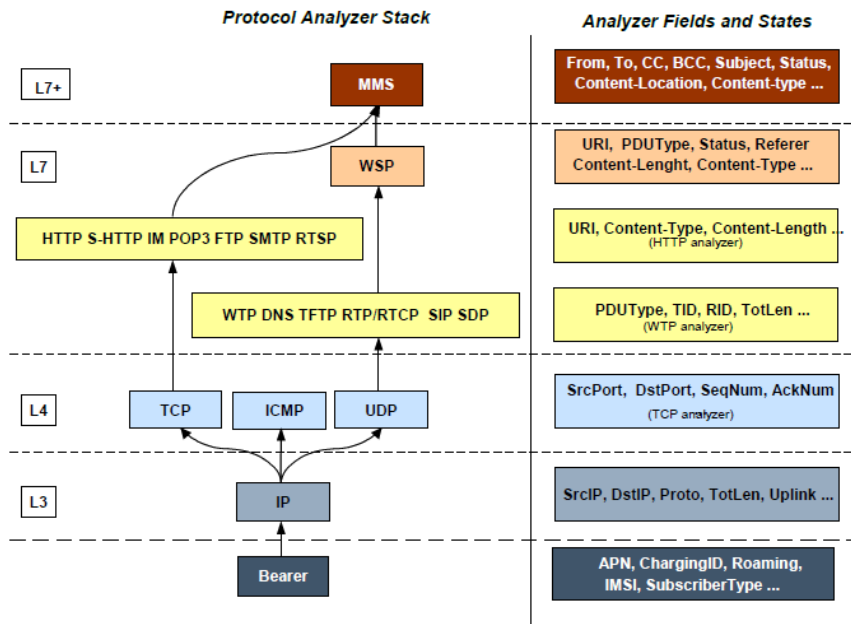 Protocol Analyzer Stack
Analyzer Fields and States
L7+
MMS
From, To, CC, BCC, Subject, Status,
Content-Location, Content-type ...
L7
WSP
URI, PDUType, Status, Referer
Content-Lenght, Content-Type ...
HTTP S-HTTP IM POP3 FTP SMTP RTSP
URI, Content-Type, Content-Length ...
(HTTP analyzer)
WTP DNS TFTP RTP/RTCP SIP SDP
PDUType, TID, RID, TotLen ...
(WTP analyzer)
L4
TCP
ICMP
UDP
SrcPort, DstPort, SeqNum, AckNum
(TCP analyzer)
L3
IP
SrcIP, DstIP, Proto, TotLen, Uplink ...
Bearer
APN, ChargingID, Roaming,
IMSI, SubscriberType ...